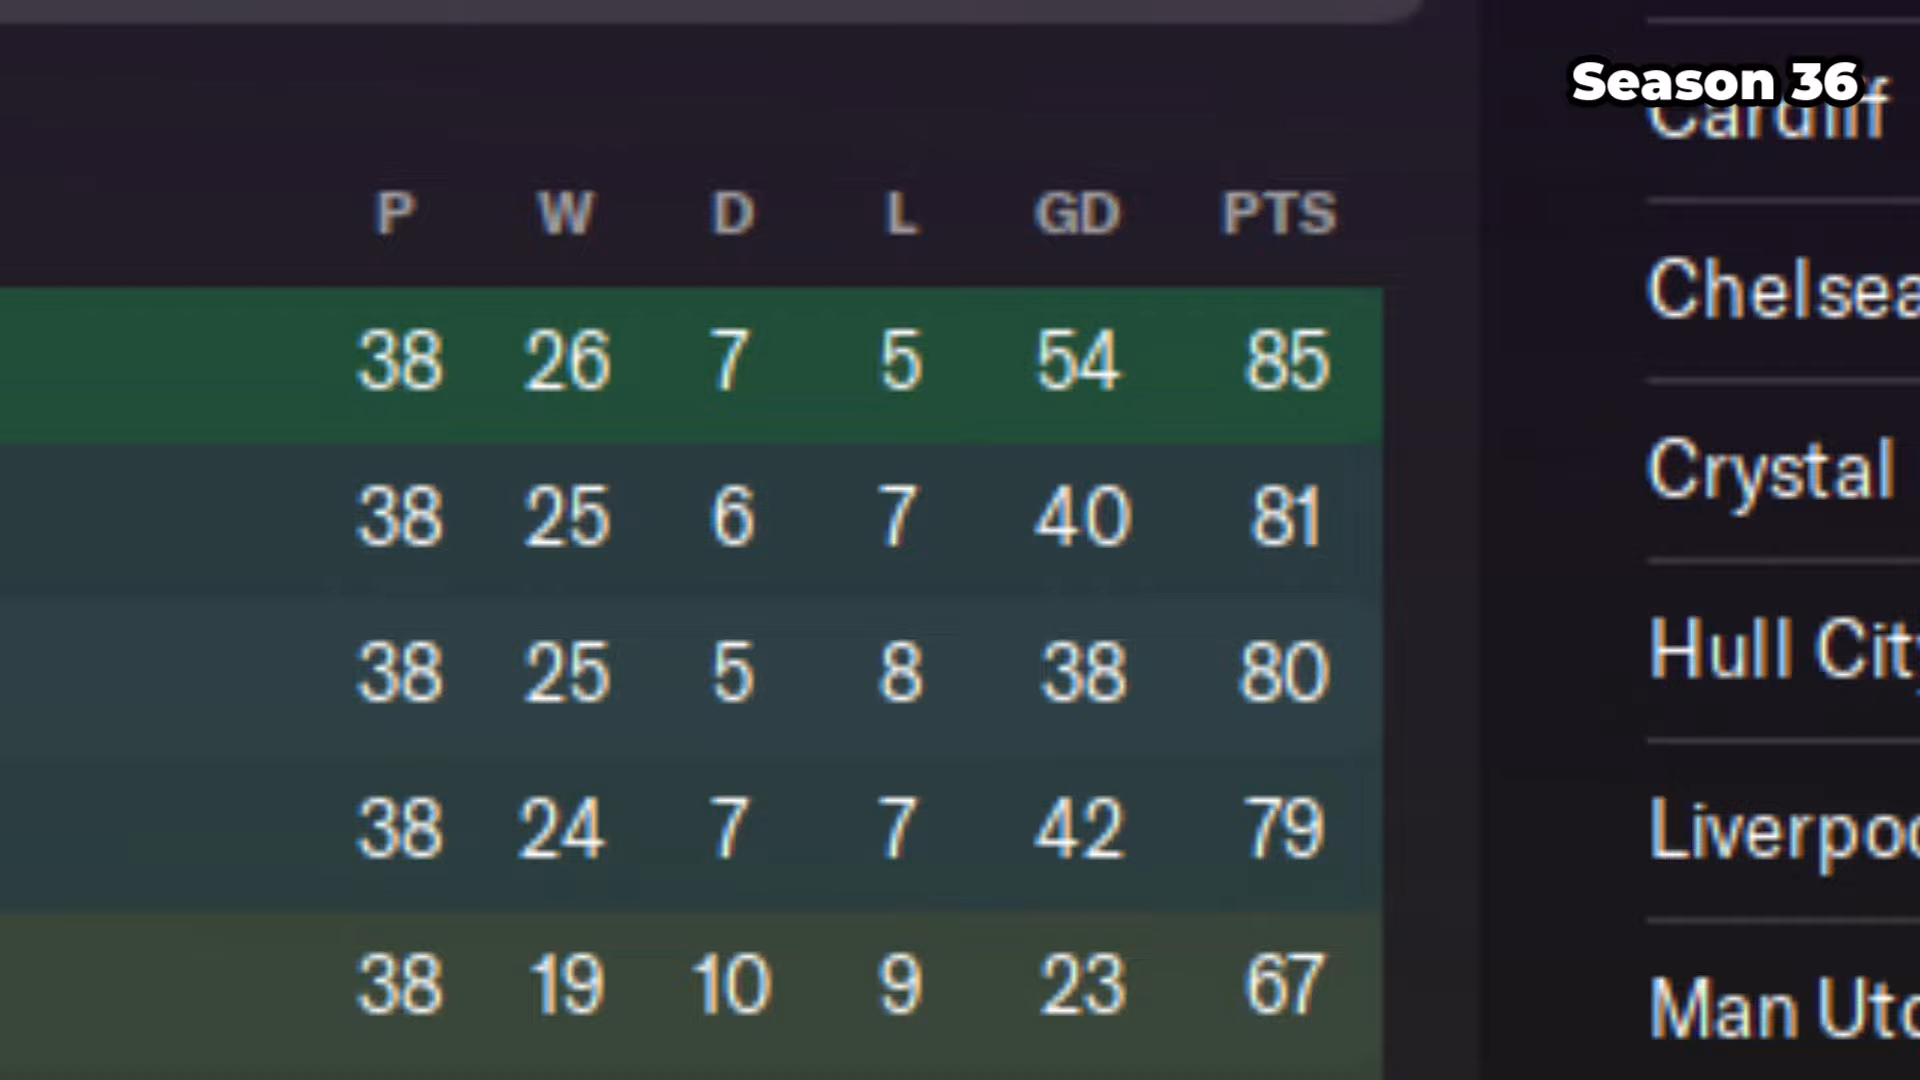 Season 36
P W D L GD PTS
38 26 7 5 54 85
38 25 6 7 40 81
38 25 5 8 38 80
38 24 7 7 42 79
38 19 10 9 23 67
Cardiff
Chelsea
Crystal
Hull City
Liverpoo
Man Utd